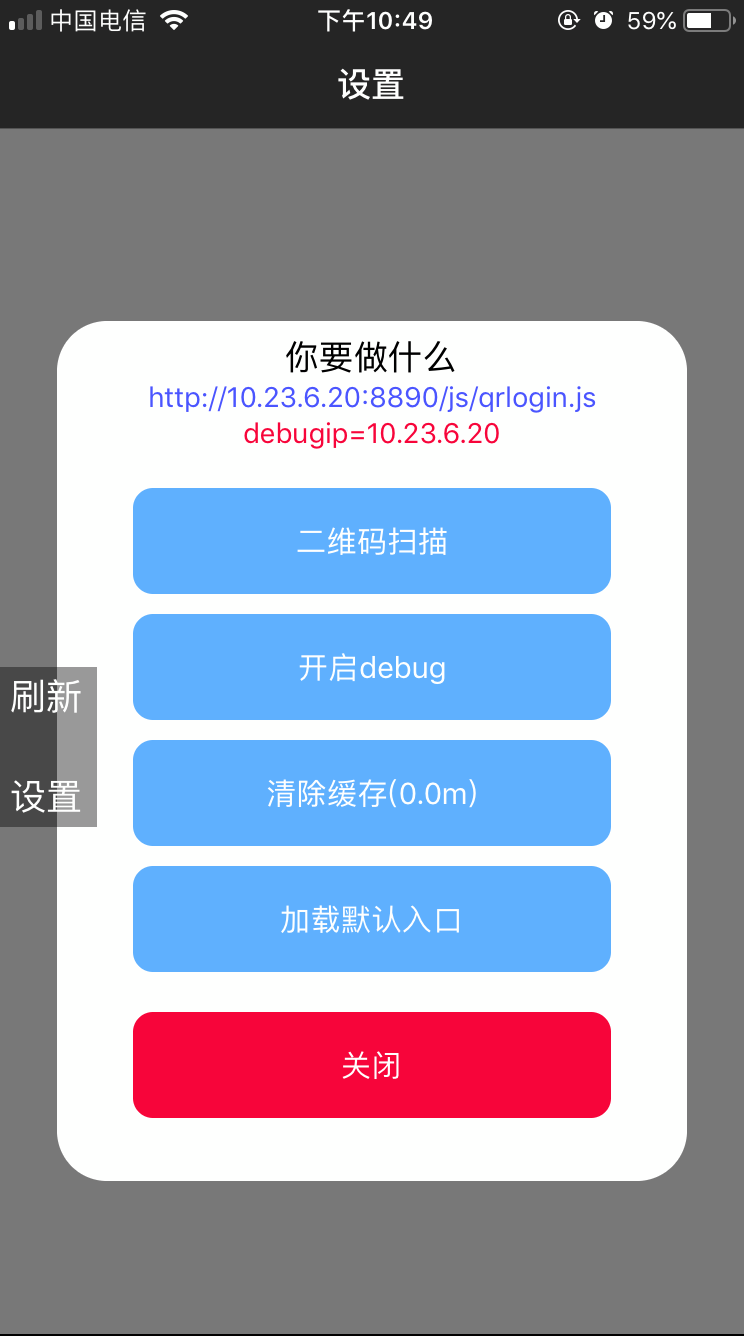 中国电信 下午10:49 59%
设置
你要做什么
http://10.23.6.20:8890/js/qrlogin.js
debugip=10.23.6.20
二维码扫描
开启debug
刷新
设置
清除缓存(0.0m)
加载默认入口
关闭